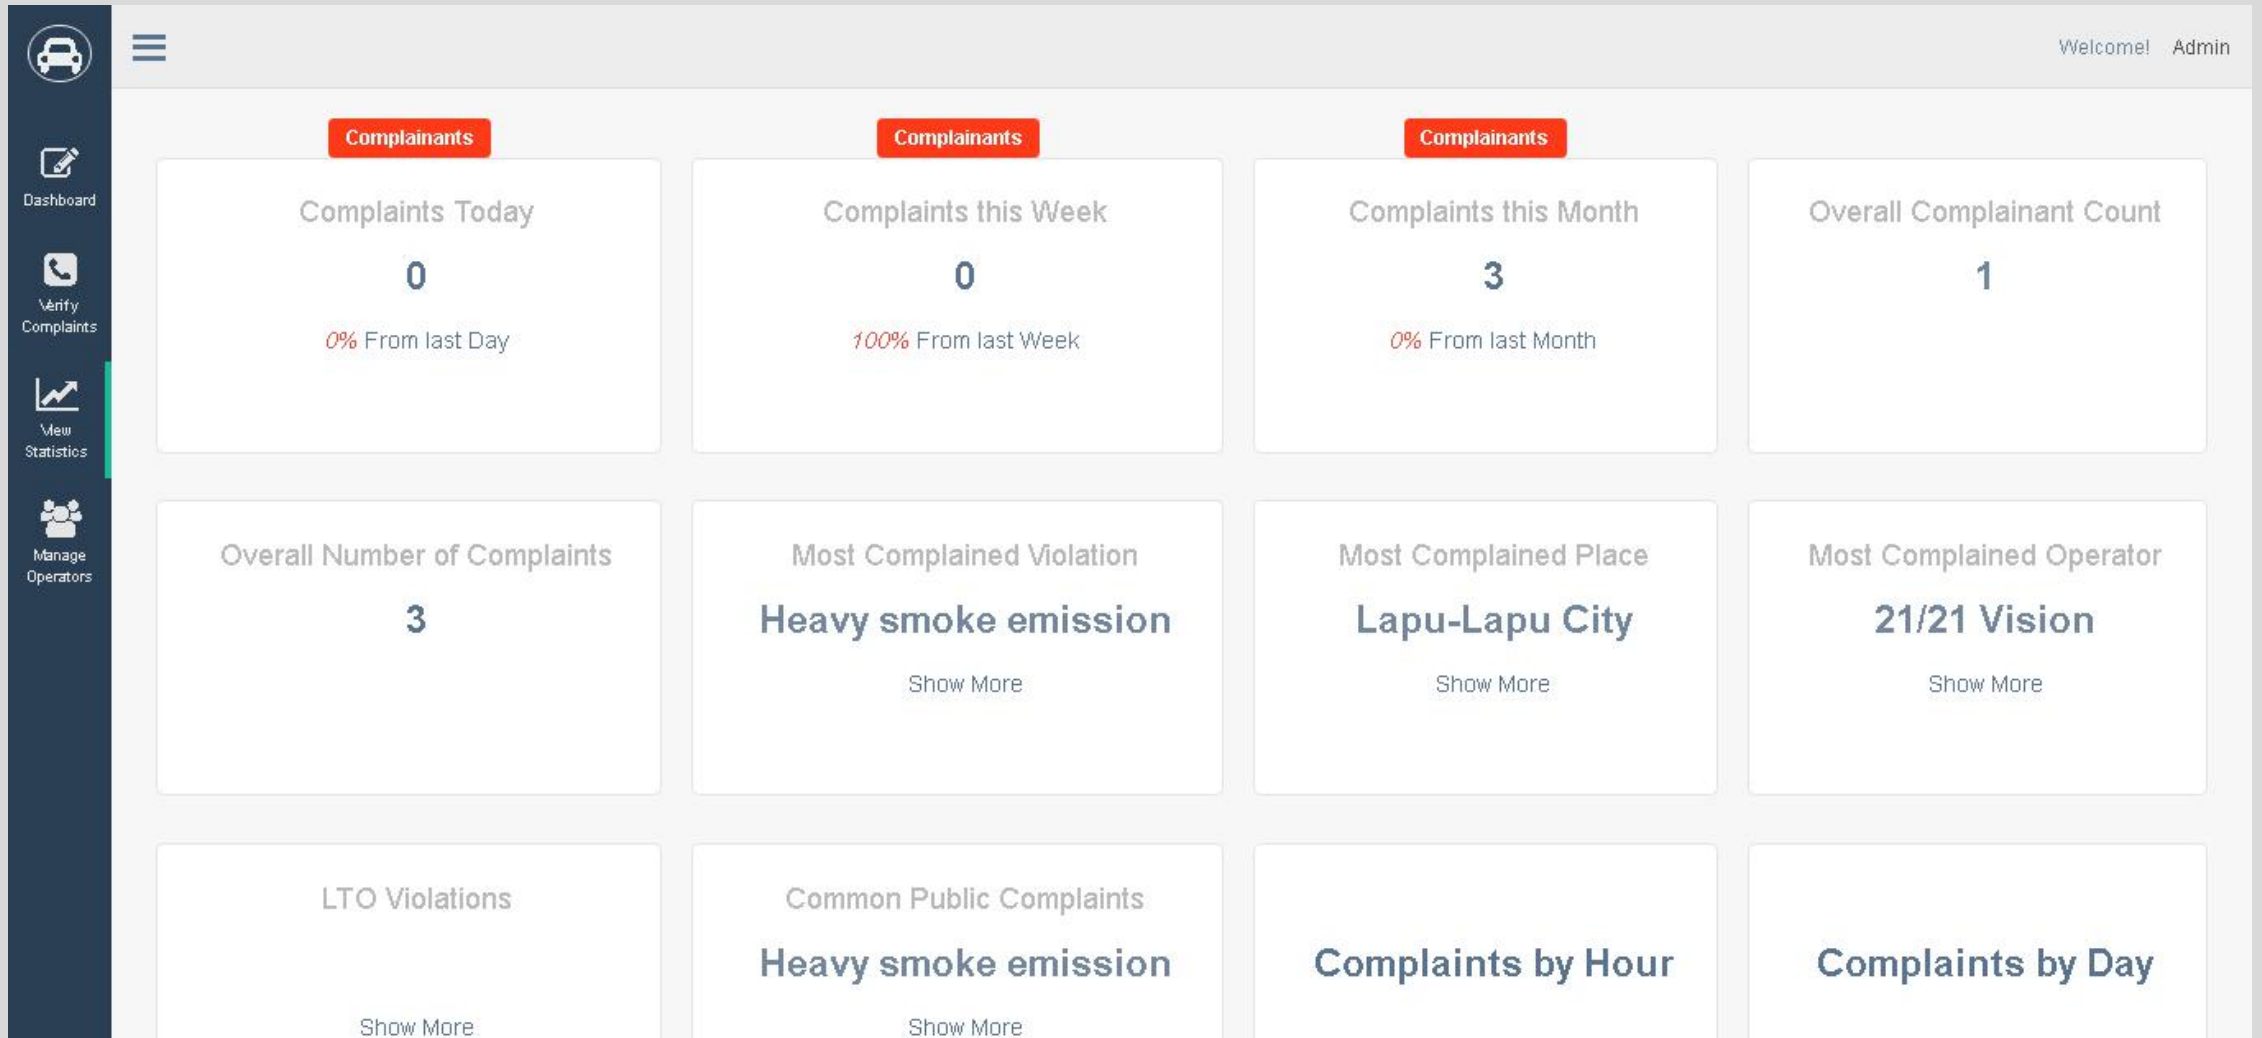 Welcome! Admin
Dashboard
Verify
Complaints
View
Statistics
Manage
Operators
Complainants
Complaints Today
0
0% From last Day
Complainants
Complaints this Week
0
100% From last Week
Complainants
Complaints this Month
3
0% From last Month
Overall Complainant Count
1
Overall Number of Complaints
3
Most Complained Violation
Heavy smoke emission
Show More
Most Complained Place
Lapu-Lapu City
Show More
Most Complained Operator
21/21 Vision
Show More
LTO Violations
Show More
Common Public Complaints
Heavy smoke emission
Show More
Complaints by Hour
Complaints by Day